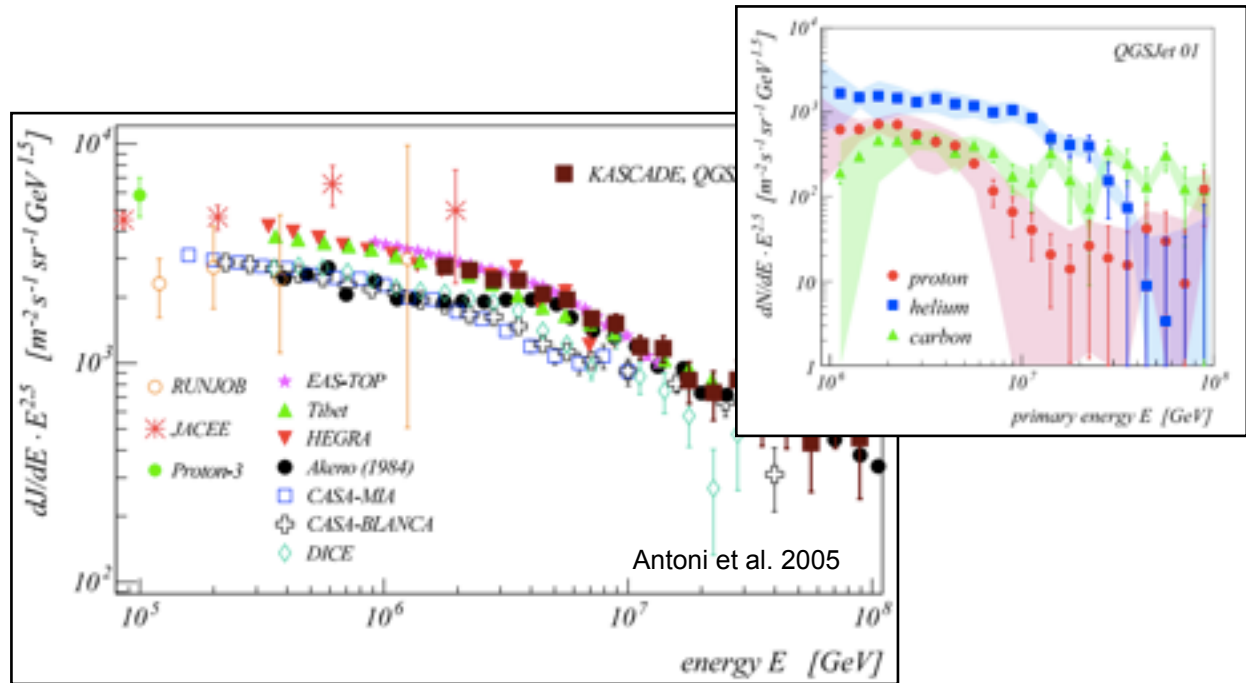 dJ/dE · E^2.5 [m^-2 s^-1 sr^-1 GeV^1.5]
10^4
10^3
10^2
KASCADE, QGS
RUNJOB
JACEE
Proton-3
EAS-TOP
Tibet
HEGRA
Akeno (1984)
CASA-MIA
CASA-BLANCA
DICE
Antoni et al. 2005
10^5 10^6 10^7 10^8
energy E [GeV]
dN/dE · E^2.5 [m^-2 s^-1 sr^-1 GeV^1.5]
QGSJet 01
10^4
10^3
10^2
10
1
proton
helium
carbon
10^6 10^7 10^8
primary energy E [GeV]